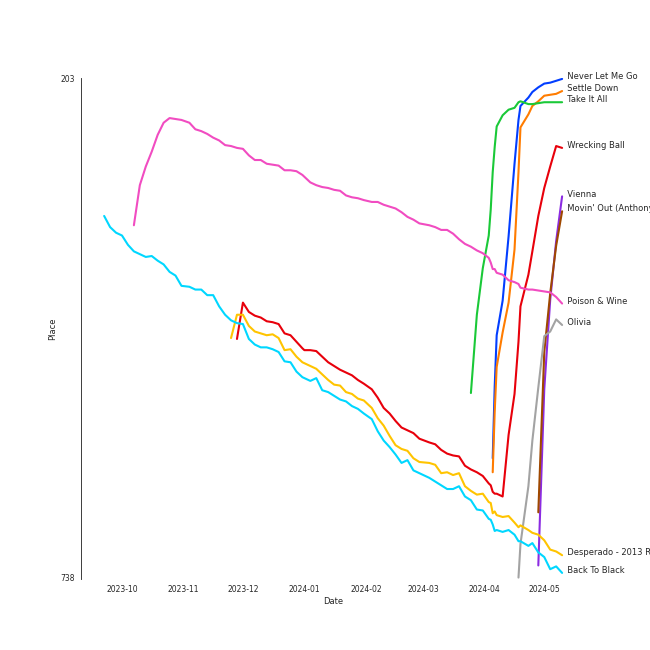 203
Never Let Me Go
Settle Down
Take It All
Wrecking Ball
Vienna
Movin' Out (Anthony
Poison & Wine
Olivia
Place
Desperado - 2013 R
Back To Black
738
2023-10
2023-11
2023-12
2024-01
2024-02
2024-03
2024-04
2024-05
Date